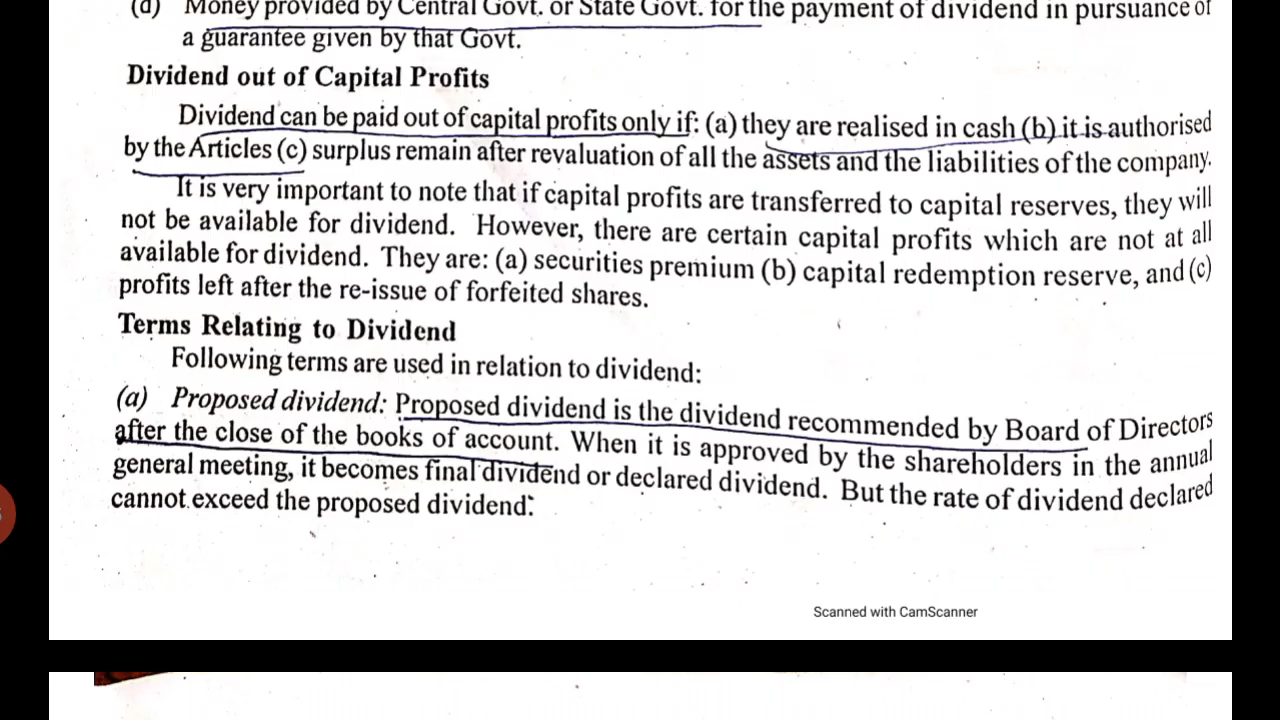 (d) Money provided by Central Govt. or State Govt. for the payment of dividend in pursuance of
a guarantee given by that Govt.
Dividend out of Capital Profits
Dividend can be paid out of capital profits only if: (a) they are realised in cash (b) it is authorised
by the Articles (c) surplus remain after revaluation of all the assets and the liabilities of the company.
It is very important to note that if capital profits are transferred to capital reserves, they will
not be available for dividend. However, there are certain capital profits which are not at all
available for dividend. They are: (a) securities premium (b) capital redemption reserve, and (c)
profits left after the re-issue of forfeited shares.
Terms Relating to Dividend
Following terms are used in relation to dividend:
(a) Proposed dividend: Proposed dividend is the dividend recommended by Board of Directors
after the close of the books of account. When it is approved by the shareholders in the annual
general meeting, it becomes final dividend or declared dividend. But the rate of dividend declared
cannot exceed the proposed dividend.
Scanned with CamScanner